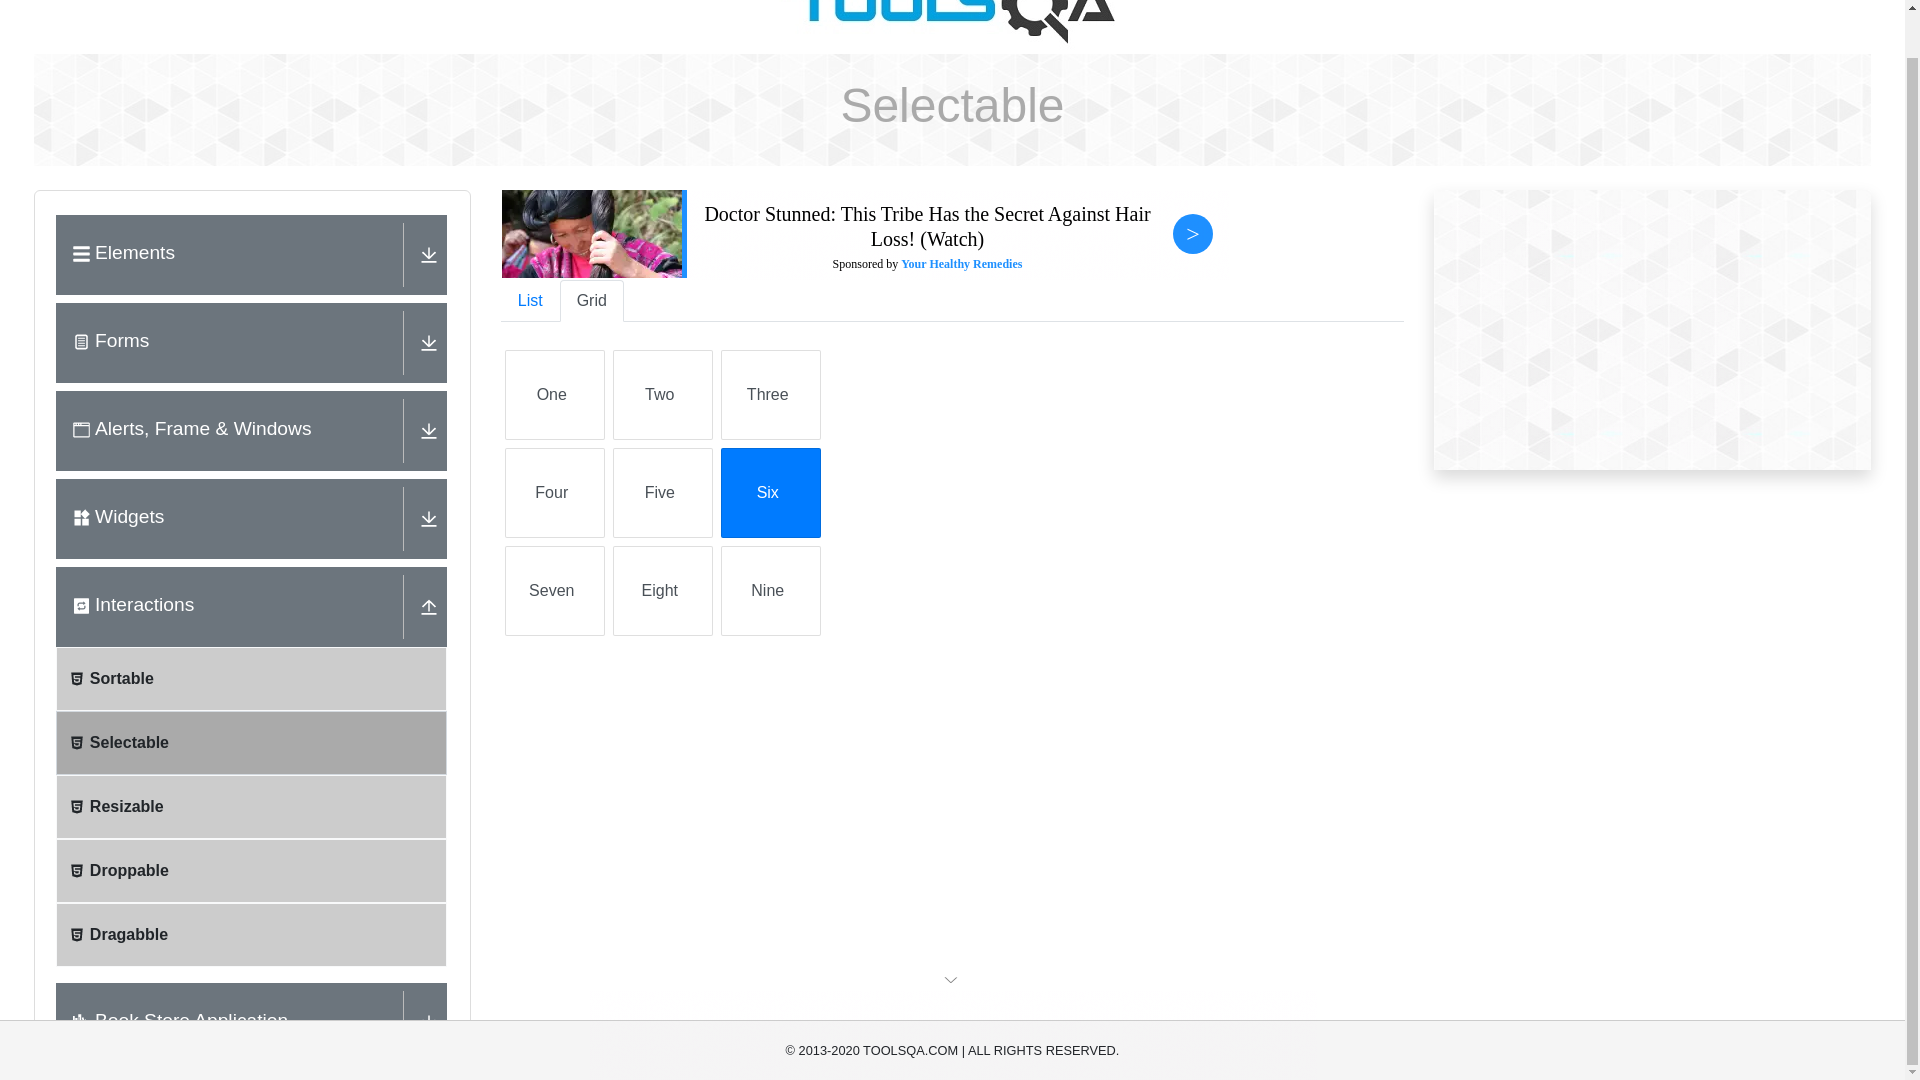 TOOLSQA
Selectable
Elements
Forms
Alerts, Frame & Windows
Widgets
Interactions
Sortable
Selectable
Resizable
Droppable
Dragabble
Book Store Application
Doctor Stunned: This Tribe Has the Secret Against Hair
Loss! (Watch)
Sponsored by Your Healthy Remedies
>
List Grid
One Two Three
Four Five Six
Seven Eight Nine
© 2013-2020 TOOLSQA.COM | ALL RIGHTS RESERVED.